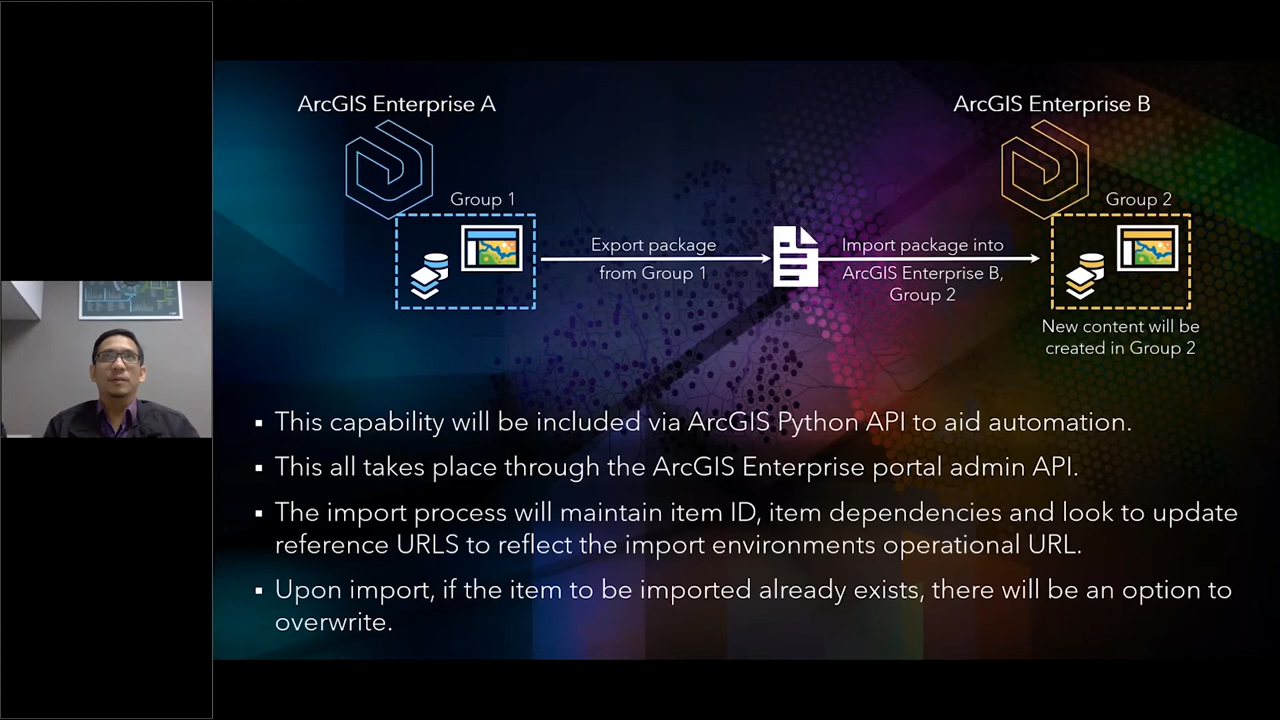 ArcGIS Enterprise A
ArcGIS Enterprise B
Group 1
Group 2
Export package
from Group 1
Import package into
ArcGIS Enterprise B,
Group 2
New content will be
created in Group 2
▪ This capability will be included via ArcGIS Python API to aid automation.
▪ This all takes place through the ArcGIS Enterprise portal admin API.
▪ The import process will maintain item ID, item dependencies and look to update
reference URLS to reflect the import environments operational URL.
▪ Upon import, if the item to be imported already exists, there will be an option to
overwrite.